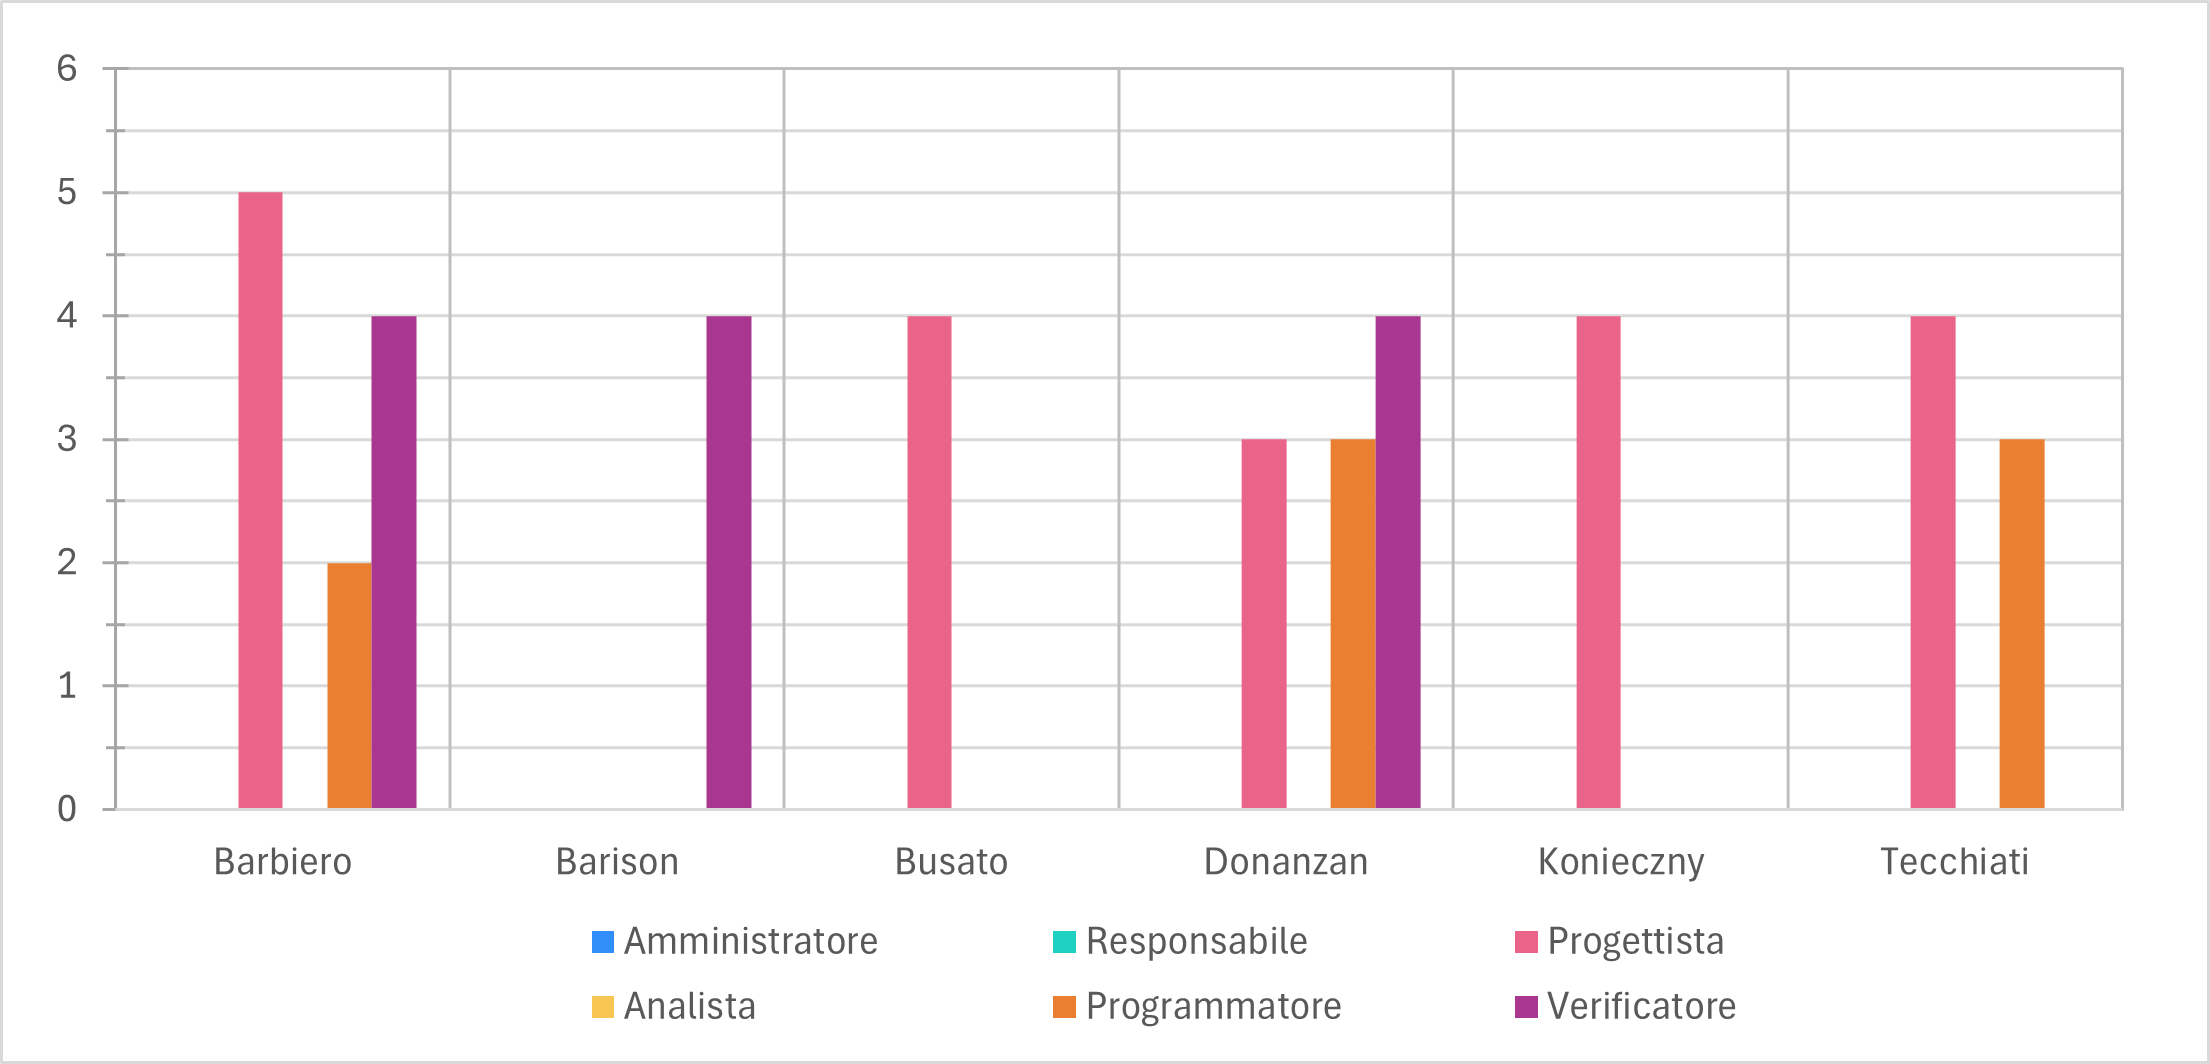 6
5
4
3
2
1
0
Barbiero Barison Busato Donanzan Konieczny Tecchiati
Amministratore Responsabile Progettista
Analista Programmatore Verificatore